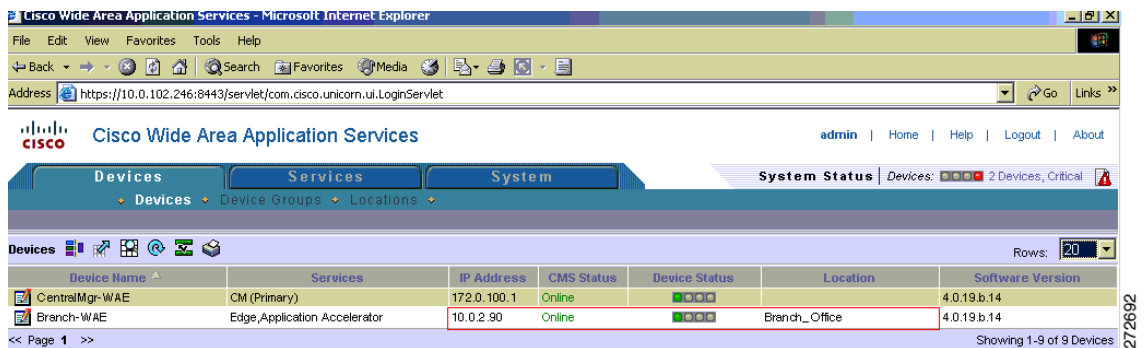 Cisco Wide Area Application Services - Microsoft Internet Explorer
File Edit View Favorites Tools Help
Back Search Favorites Media
Address https://10.0.102.246:8443/servlet/com.cisco.unicorn.ui.LoginServlet Go Links »
CISCO Cisco Wide Area Application Services admin | Home | Help | Logout | About
Devices Services System System Status | Devices: 2 Devices, Critical
Devices Device Groups Locations
Devices Rows: 20
Device Name Services IP Address CMS Status Device Status Location Software Version
CentralMgr-WAE CM (Primary) 172.0.100.1 Online 4.0.19.b.14
Branch-WAE Edge,Application Accelerator 10.0.2.90 Online Branch_Office 4.0.19.b.14
<< Page 1 >> Showing 1-9 of 9 Devices
272692